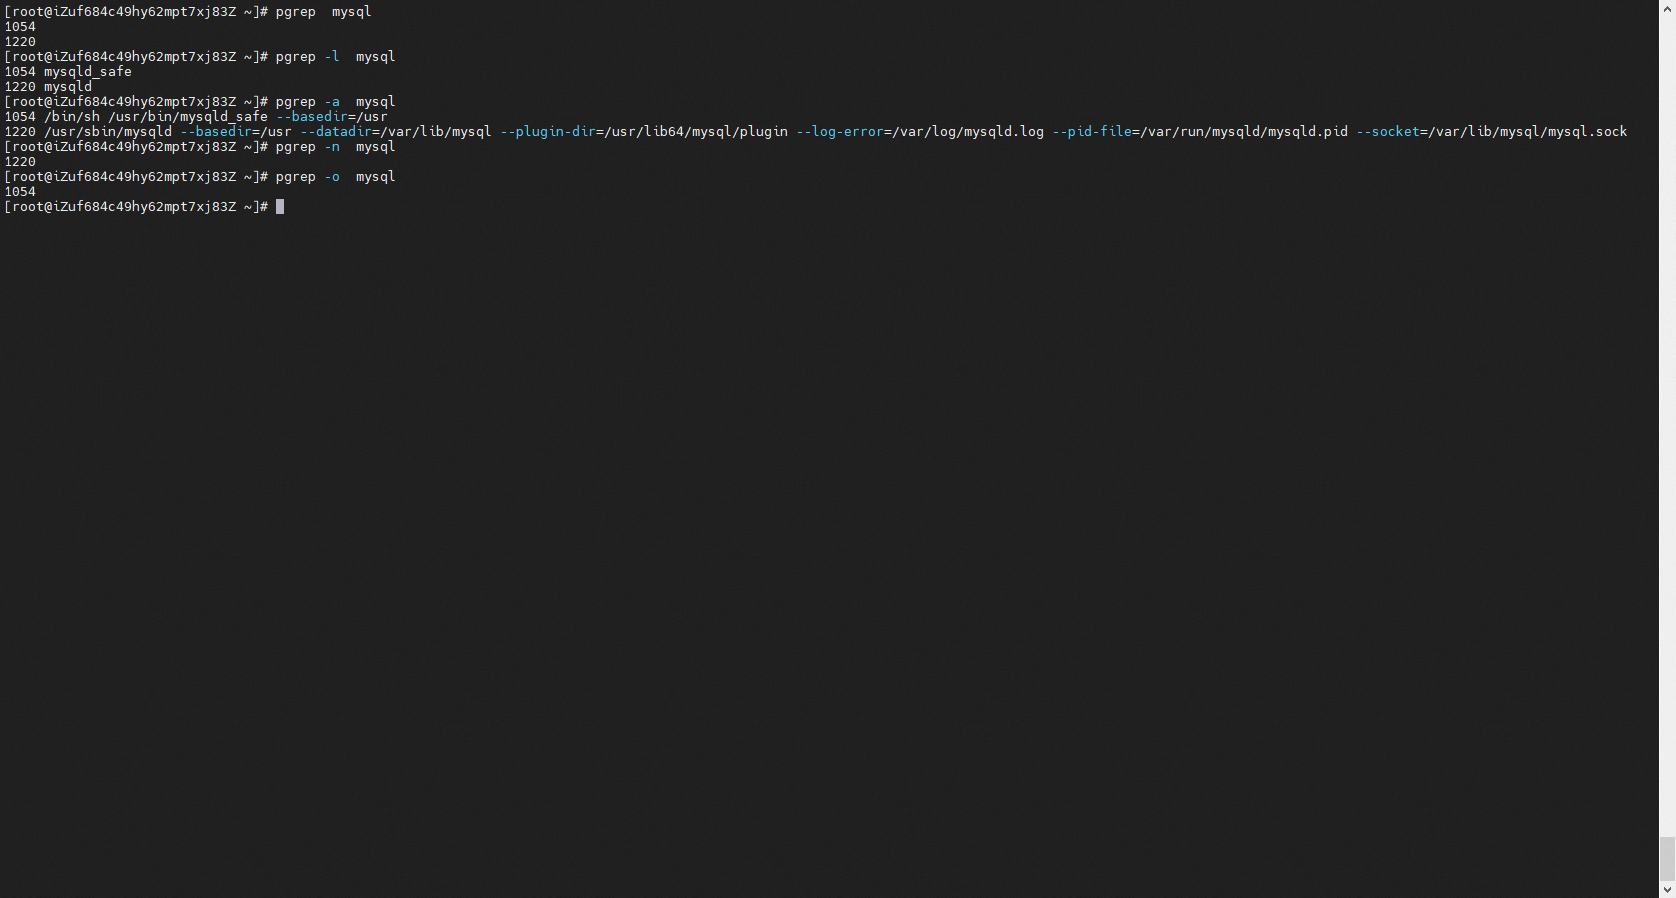 [root@iZuf684c49hy62mpt7xj83Z ~]# pgrep  mysql
1054
1220
[root@iZuf684c49hy62mpt7xj83Z ~]# pgrep -l  mysql
1054 mysqld_safe
1220 mysqld
[root@iZuf684c49hy62mpt7xj83Z ~]# pgrep -a  mysql
1054 /bin/sh /usr/bin/mysqld_safe --basedir=/usr
1220 /usr/sbin/mysqld --basedir=/usr --datadir=/var/lib/mysql --plugin-dir=/usr/lib64/mysql/plugin --log-error=/var/log/mysqld.log --pid-file=/var/run/mysqld/mysqld.pid --socket=/var/lib/mysql/mysql.sock
[root@iZuf684c49hy62mpt7xj83Z ~]# pgrep -n  mysql
1220
[root@iZuf684c49hy62mpt7xj83Z ~]# pgrep -o  mysql
1054
[root@iZuf684c49hy62mpt7xj83Z ~]#